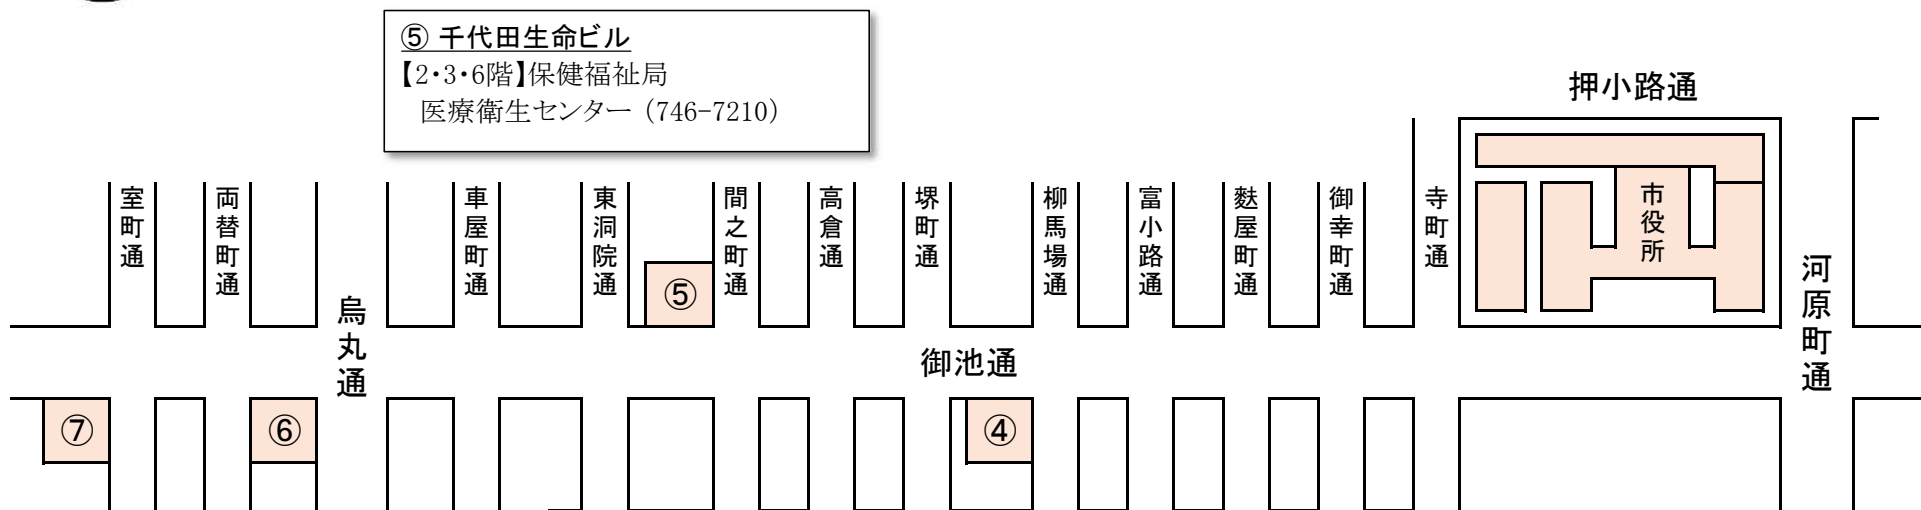 ⑤ 千代田生命ビル
【2・3・6階】保健福祉局
医療衛生センター（746-7210）
押小路通
室町通
両替町通
烏丸通
車屋町通
東洞院通
⑤
間之町通
高倉通
堺町通
柳馬場通
富小路通
麩屋町通
御幸町通
寺町通
市役所
河原町通
御池通
⑦
⑥
④